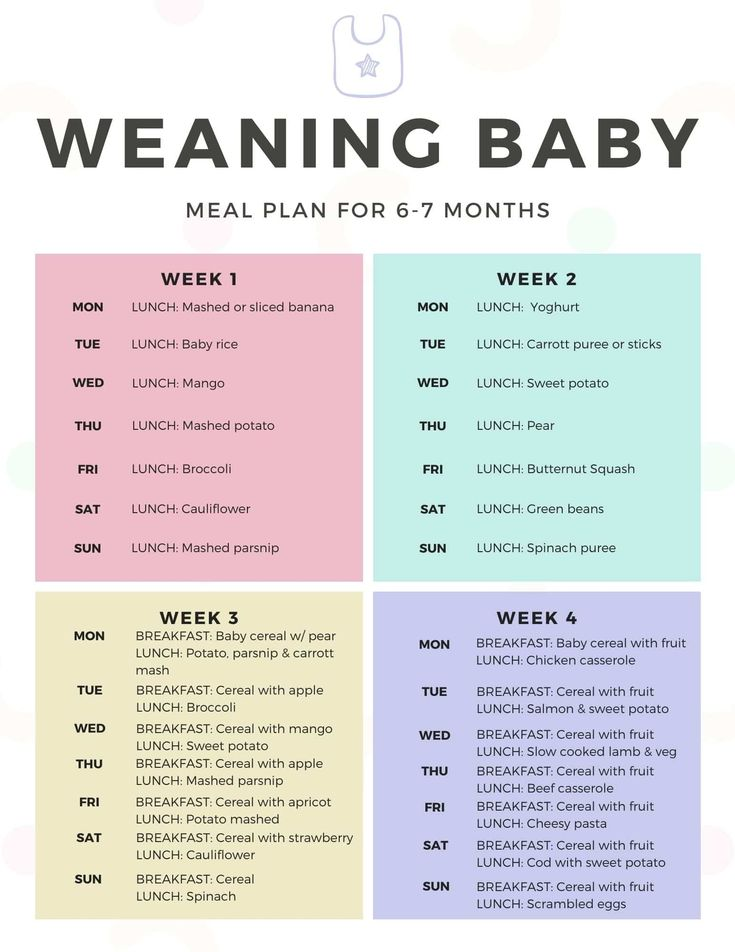 WEANING BABY
MEAL PLAN FOR 6-7 MONTHS
WEEK 1
MON LUNCH: Mashed or sliced banana
TUE LUNCH: Baby rice
WED LUNCH: Mango
THU LUNCH: Mashed potato
FRI LUNCH: Broccoli
SAT LUNCH: Cauliflower
SUN LUNCH: Mashed parsnip
WEEK 2
MON LUNCH: Yoghurt
TUE LUNCH: Carrott puree or sticks
WED LUNCH: Sweet potato
THU LUNCH: Pear
FRI LUNCH: Butternut Squash
SAT LUNCH: Green beans
SUN LUNCH: Spinach puree
WEEK 3
MON BREAKFAST: Baby cereal w/ pear
LUNCH: Potato, parsnip & carrott
mash
TUE BREAKFAST: Cereal with apple
LUNCH: Broccoli
WED BREAKFAST: Cereal with mango
LUNCH: Sweet potato
THU BREAKFAST: Cereal with apple
LUNCH: Mashed parsnip
FRI BREAKFAST: Cereal with apricot
LUNCH: Potato mashed
SAT BREAKFAST: Cereal with strawberry
LUNCH: Cauliflower
SUN BREAKFAST: Cereal
LUNCH: Spinach
WEEK 4
MON BREAKFAST: Baby cereal with fruit
LUNCH: Chicken casserole
TUE BREAKFAST: Cereal with fruit
LUNCH: Salmon & sweet potato
WED BREAKFAST: Cereal with fruit
LUNCH: Slow cooked lamb & veg
THU BREAKFAST: Cereal with fruit
LUNCH: Beef casserole
FRI BREAKFAST: Cereal with fruit
LUNCH: Cheesy pasta
SAT BREAKFAST: Cereal with fruit
LUNCH: Cod with sweet potato
SUN BREAKFAST: Cereal with fruit
LUNCH: Scrambled eggs